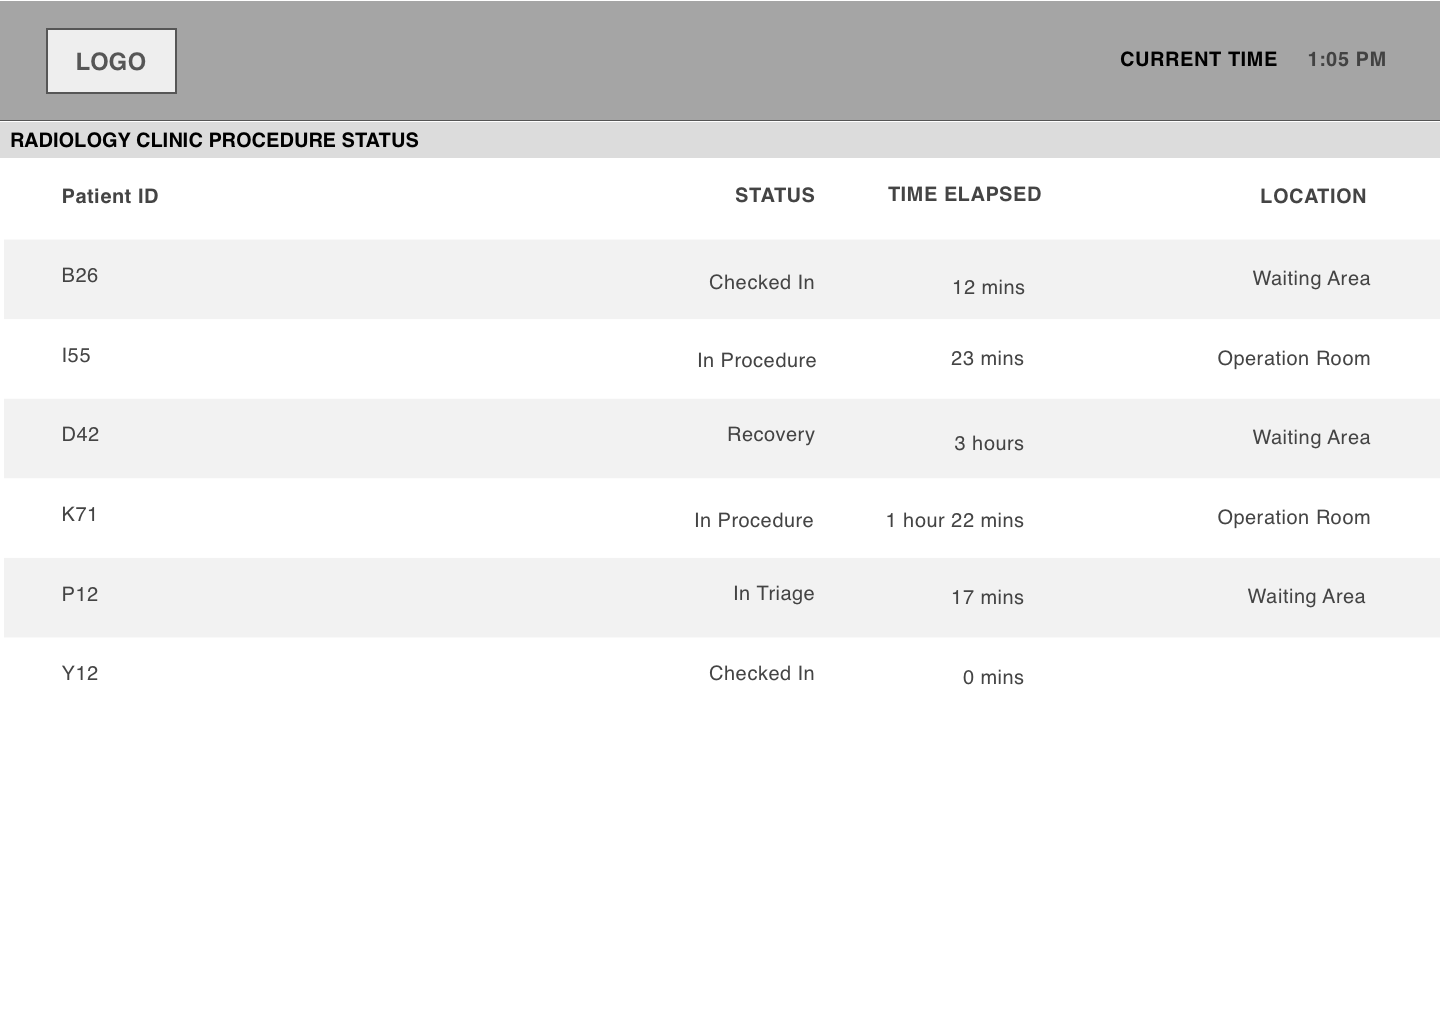 LOGO
CURRENT TIME 1:05 PM
RADIOLOGY CLINIC PROCEDURE STATUS
Patient ID STATUS TIME ELAPSED LOCATION
B26 Checked In 12 mins Waiting Area
I55 In Procedure 23 mins Operation Room
D42 Recovery 3 hours Waiting Area
K71 In Procedure 1 hour 22 mins Operation Room
P12 In Triage 17 mins Waiting Area
Y12 Checked In 0 mins